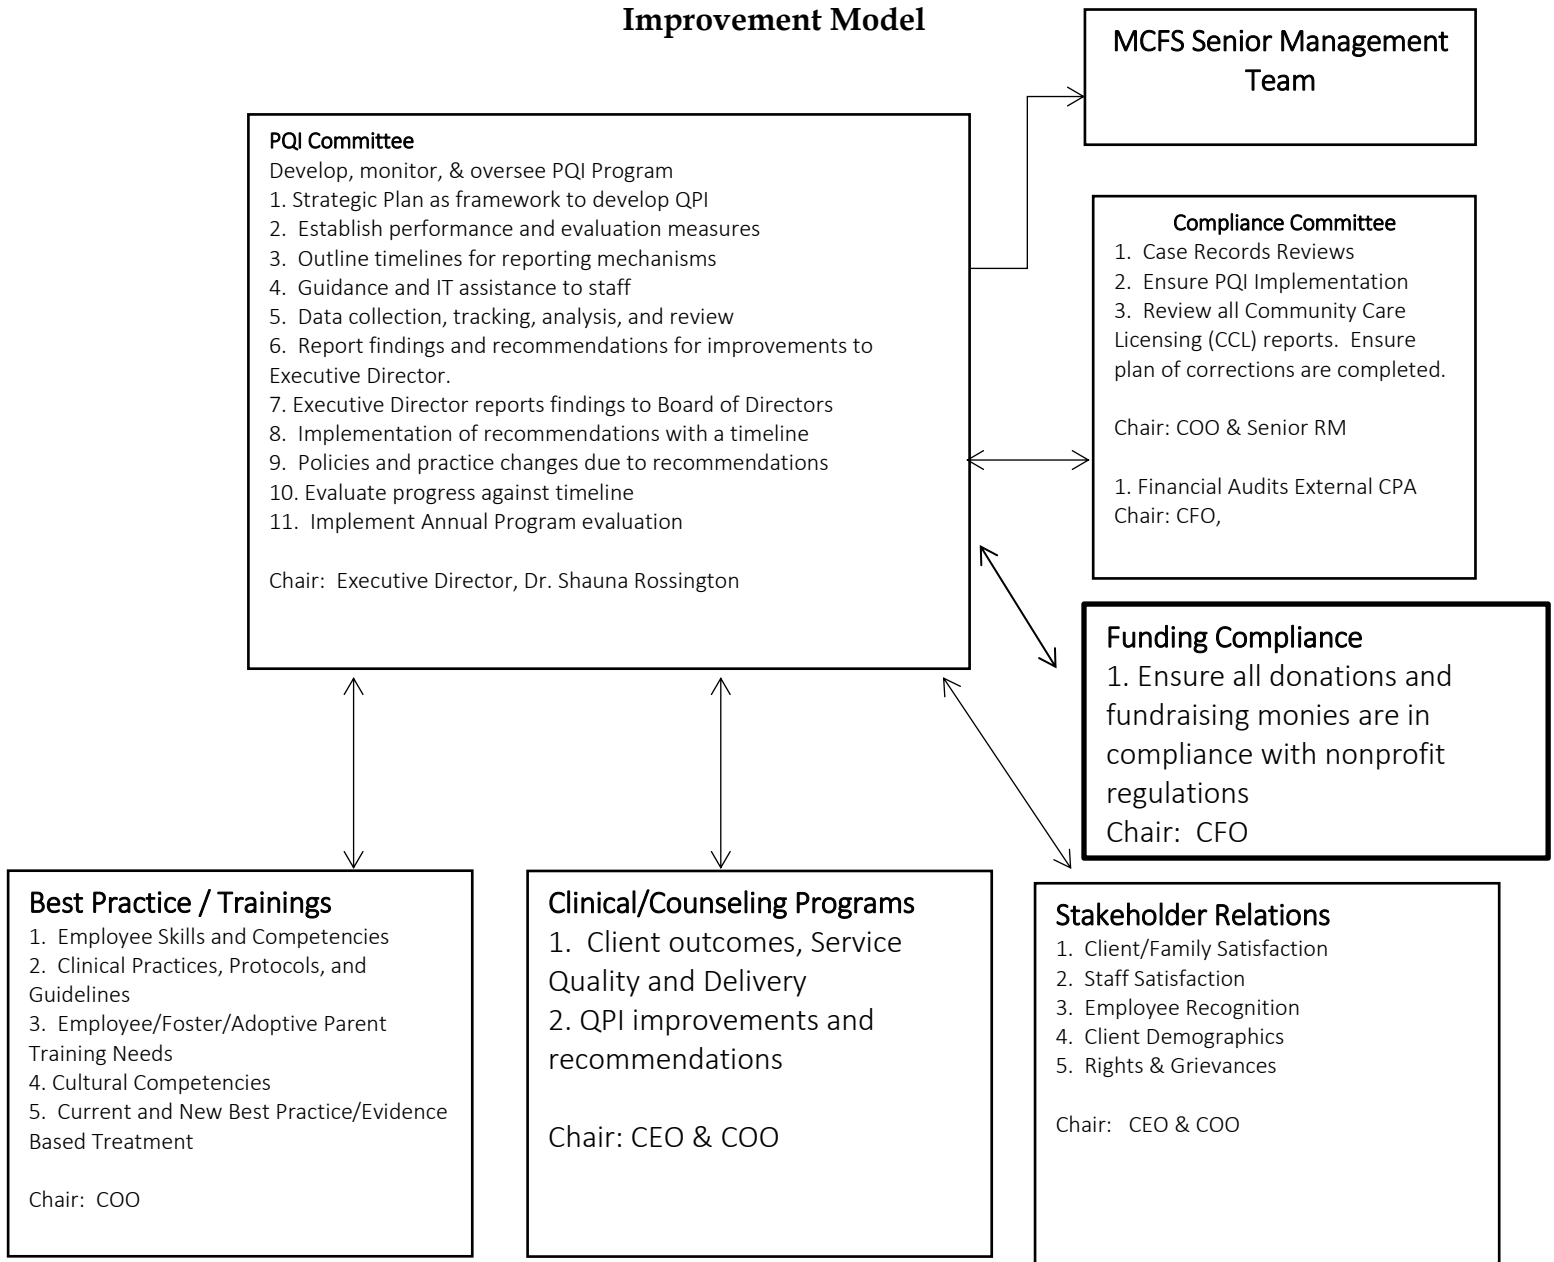 Improvement Model
MCFS Senior Management
Team
PQI Committee
Develop, monitor, & oversee PQI Program
1. Strategic Plan as framework to develop QPI
2.  Establish performance and evaluation measures
3.  Outline timelines for reporting mechanisms
4.  Guidance and IT assistance to staff
5.  Data collection, tracking, analysis, and review
6.  Report findings and recommendations for improvements to
Executive Director.
7. Executive Director reports findings to Board of Directors
8.  Implementation of recommendations with a timeline
9.  Policies and practice changes due to recommendations
10. Evaluate progress against timeline
11.  Implement Annual Program evaluation
Chair:  Executive Director, Dr. Shauna Rossington
Compliance Committee
1.  Case Records Reviews
2.  Ensure PQI Implementation
3.  Review all Community Care
Licensing (CCL) reports.  Ensure
plan of corrections are completed.
Chair: COO & Senior RM
1. Financial Audits External CPA
Chair: CFO,
Funding Compliance
1. Ensure all donations and
fundraising monies are in
compliance with nonprofit
regulations
Chair:  CFO
Best Practice / Trainings
1.  Employee Skills and Competencies
2.  Clinical Practices, Protocols, and
Guidelines
3.  Employee/Foster/Adoptive Parent
Training Needs
4. Cultural Competencies
5.  Current and New Best Practice/Evidence
Based Treatment
Chair:  COO
Clinical/Counseling Programs
1.  Client outcomes, Service
Quality and Delivery
2. QPI improvements and
recommendations
Chair: CEO & COO
Stakeholder Relations
1.  Client/Family Satisfaction
2.  Staff Satisfaction
3.  Employee Recognition
4.  Client Demographics
5.  Rights & Grievances
Chair:   CEO & COO